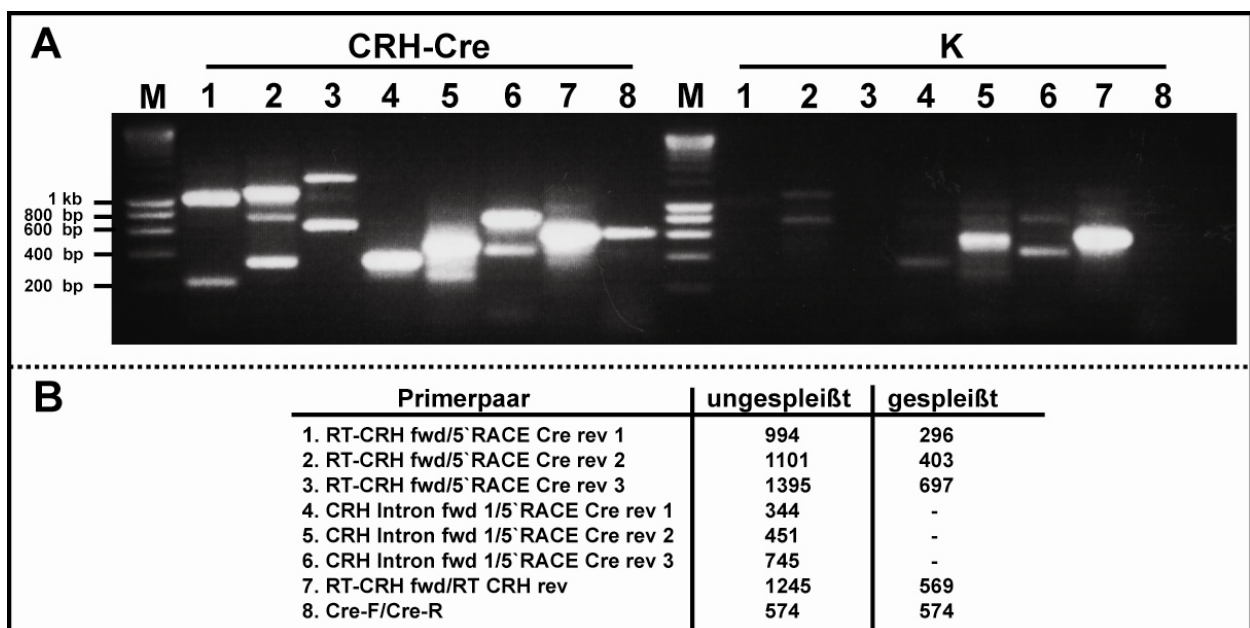 A
CRH-Cre K
M 1 2 3 4 5 6 7 8 M 1 2 3 4 5 6 7 8
1 kb
800 bp
600 bp
400 bp
200 bp
B
Primerpaar ungespleißt gespleißt
1. RT-CRH fwd/5`RACE Cre rev 1 994 296
2. RT-CRH fwd/5`RACE Cre rev 2 1101 403
3. RT-CRH fwd/5`RACE Cre rev 3 1395 697
4. CRH Intron fwd 1/5`RACE Cre rev 1 344 -
5. CRH Intron fwd 1/5`RACE Cre rev 2 451 -
6. CRH Intron fwd 1/5`RACE Cre rev 3 745 -
7. RT-CRH fwd/RT CRH rev 1245 569
8. Cre-F/Cre-R 574 574